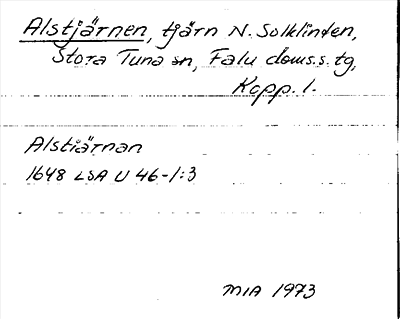 Alstjärnen, tjärn N. Solklinten,
Stora Tuna sn, Falu doms.s. tg,
Kopp. l.
Alstiärnan
1648 LSA U 46-1:3
MIA 1973